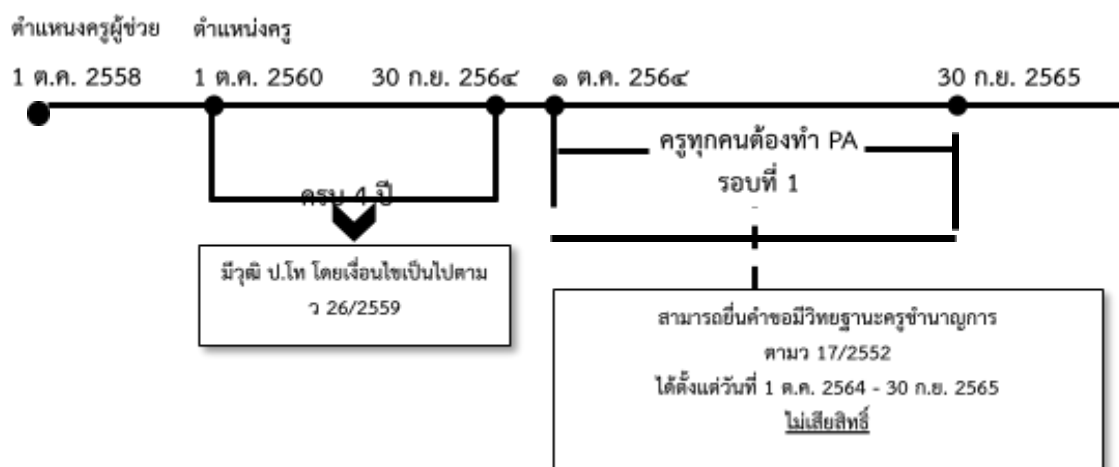 ตำแหนงครูผู้ช่วย ตำแหน่งครู
1 ต.ค. 2558 1 ต.ค. 2560 30 ก.ย. 256๔ ๑ ต.ค. 256๔ 30 ก.ย. 2565
ครูทุกคนต้องทำ PA
รอบที่ 1
ครบ 4 ปี
มีวุฒิ ป.โท โดยเงื่อนไขเป็นไปตาม
ว 26/2559
สามารถยื่นคำขอมีวิทยฐานะครูชำนาญการ
ตามว 17/2552
ได้ตั้งแต่วันที่ 1 ต.ค. 2564 - 30 ก.ย. 2565
ไม่เสียสิทธิ์